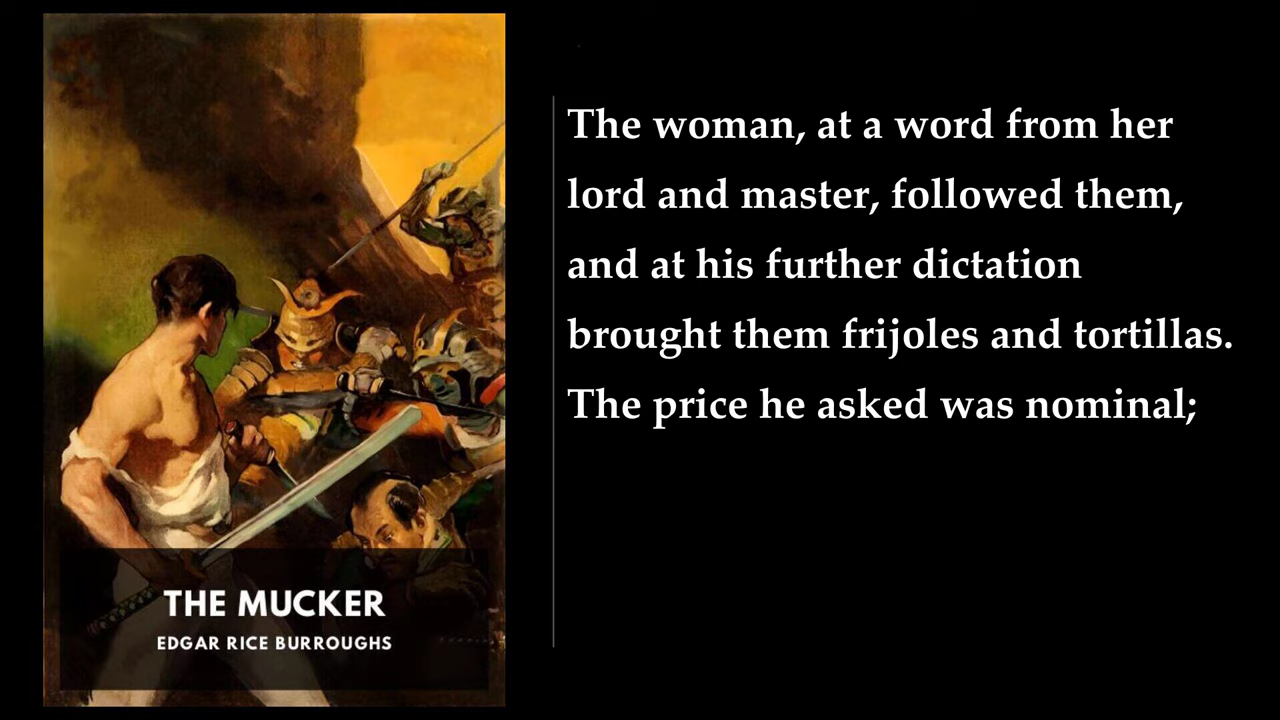 THE MUCKER
EDGAR RICE BURROUGHS
The woman, at a word from her
lord and master, followed them,
and at his further dictation
brought them frijoles and tortillas.
The price he asked was nominal;